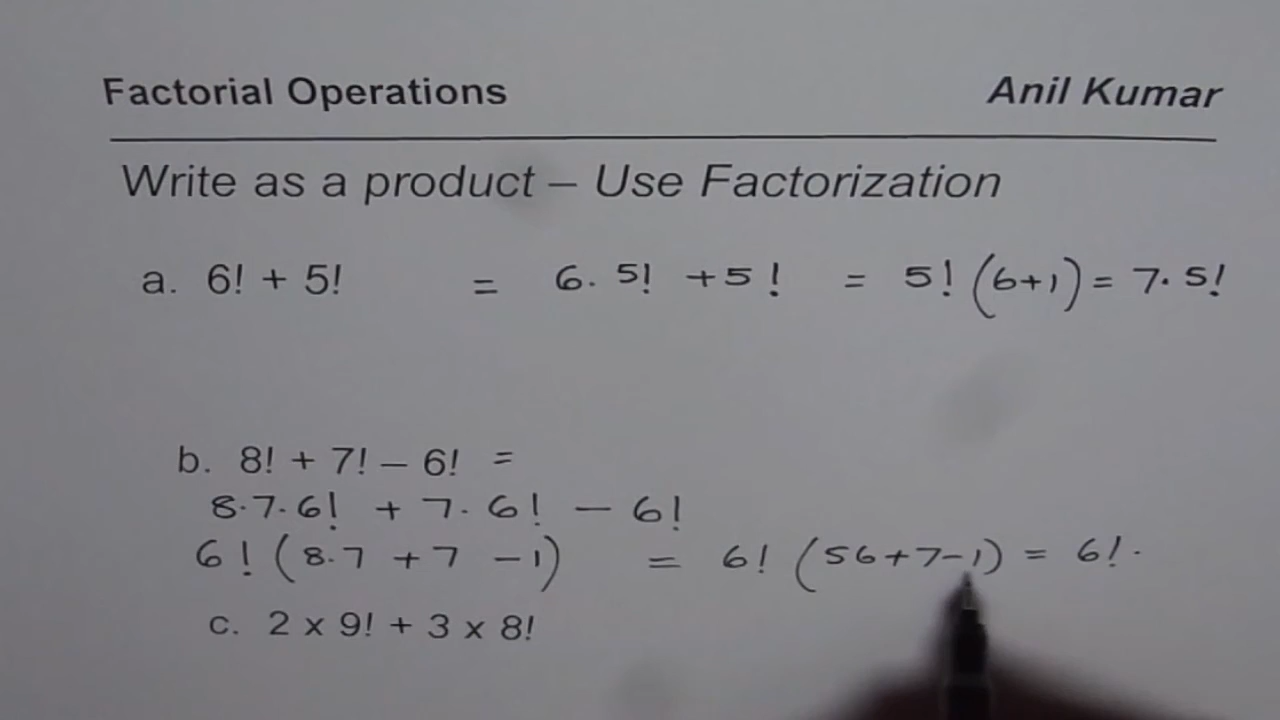 Factorial Operations Anil Kumar
Write as a product – Use Factorization
a. 6! + 5! = 6. 5! + 5! = 5! (6+1) = 7. 5!
b. 8! + 7! – 6! =
8.7.6! + 7. 6! – 6!
6! (8.7 + 7 – 1) = 6! (56+7-1) = 6! .
c. 2 x 9! + 3 x 8!